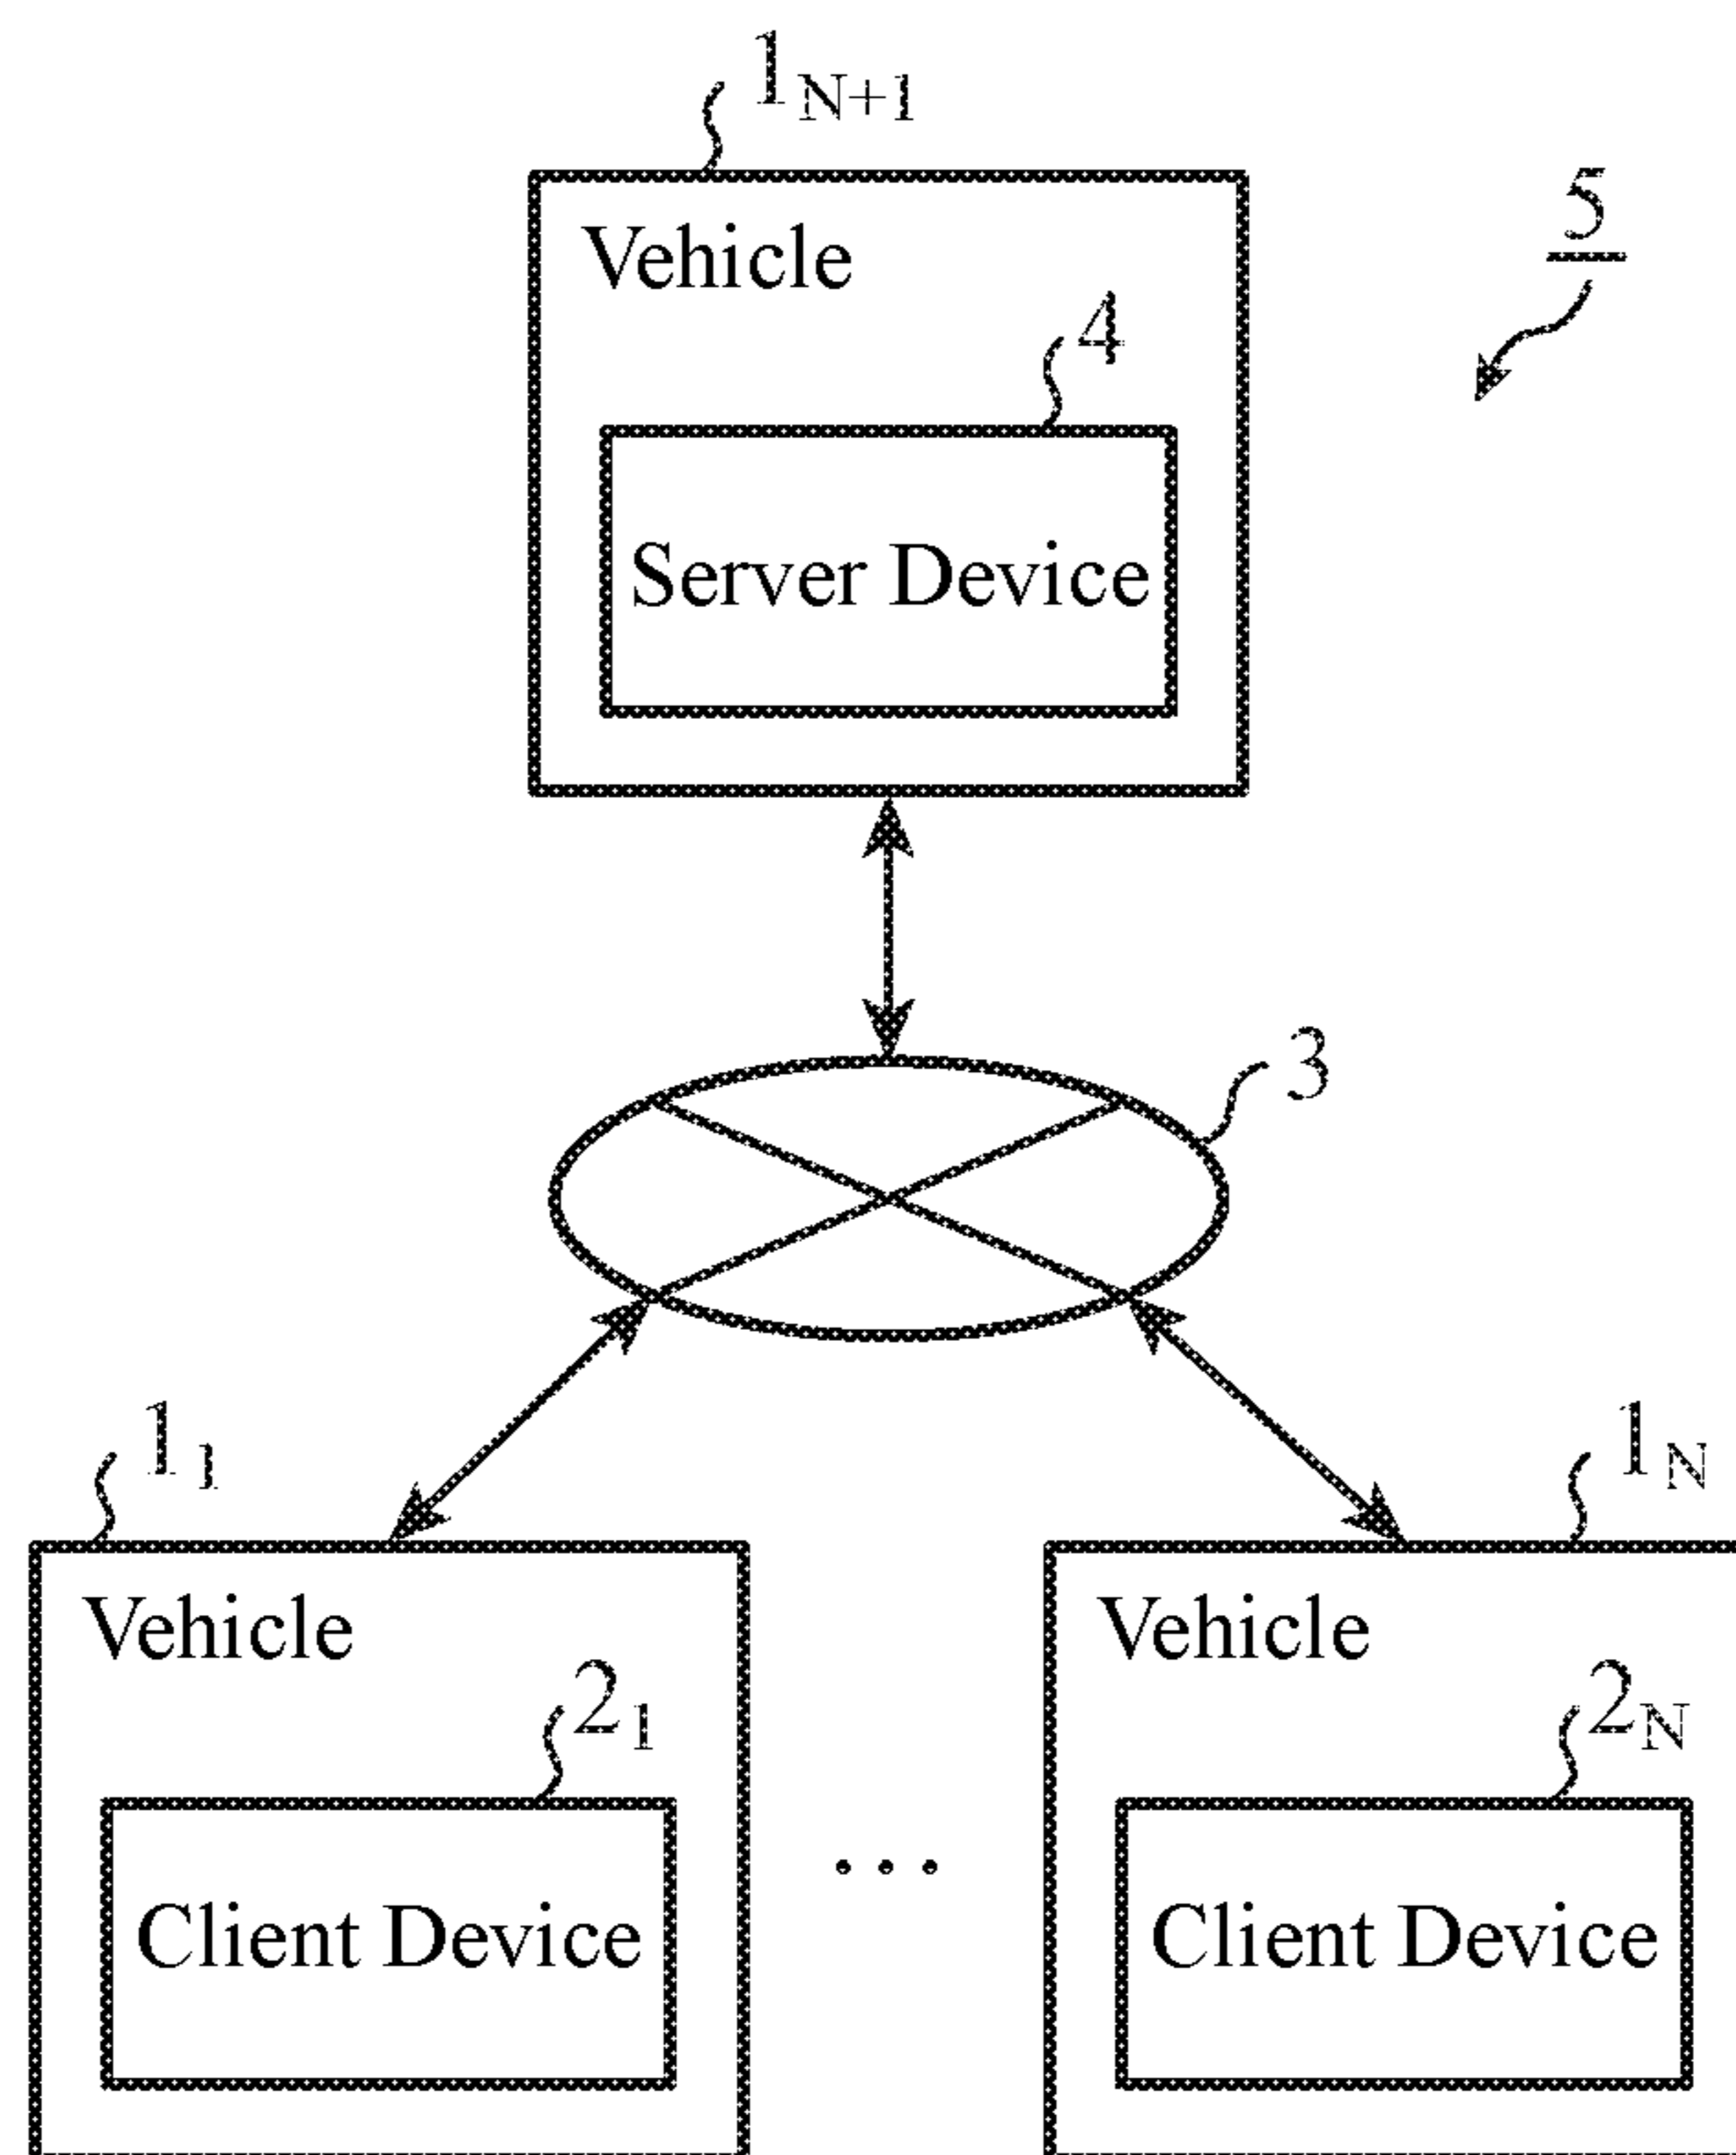 1N+1
5
Vehicle
4
Server Device
3
11
1N
Vehicle
Vehicle
21
2N
...
Client Device
Client Device